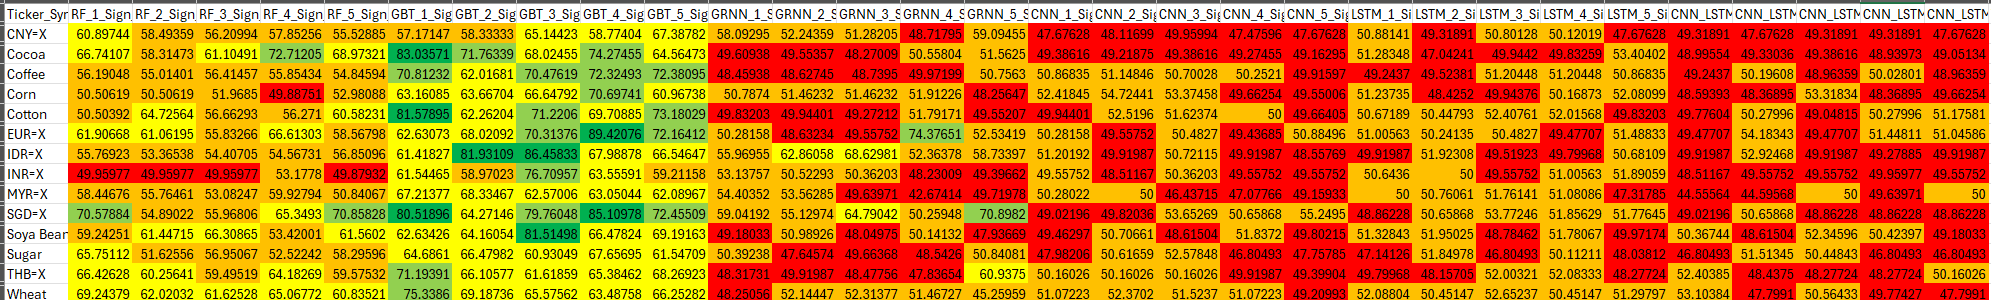 Ticker_Syr RF_1_Sign RF_2_Sign RF_3_Sign RF_4_Sign RF_5_Sign GBT_1_Sig GBT_2_Sig GBT_3_Sig GBT_4_Sig GBT_5_Sig GRNN_1_S GRNN_2_S GRNN_3_S GRNN_4_S GRNN_5_S CNN_1_Sig CNN_2_Sig CNN_3_Sig CNN_4_Sig CNN_5_Sig LSTM_1_Si LSTM_2_Si LSTM_3_Si LSTM_4_Si LSTM_5_Si CNN_LSTM CNN_LSTM CNN_LSTM CNN_LSTM CNN_LSTM
CNY=X 60.89744 58.49359 56.20994 57.85256 55.52885 57.17147 58.33333 65.14423 58.77404 67.38782 58.09295 52.24359 51.28205 48.71795 59.09455 47.67628 48.11699 49.95994 47.47596 47.67628 50.88141 49.31891 50.80128 50.12019 47.67628 49.31891 47.67628 49.31891 49.31891 47.67628
Cocoa 66.74107 58.31473 61.10491 72.71205 68.97321 83.03571 71.76339 68.02455 74.27455 64.56473 49.60938 49.55357 48.27009 50.55804 51.5625 49.38616 49.21875 49.38616 49.27455 49.16295 51.28348 47.04241 49.9442 49.83259 53.40402 48.99554 49.33036 49.38616 48.93973 49.05134
Coffee 56.19048 55.01401 56.41457 55.85434 54.84594 70.81232 62.01681 70.47619 72.32493 72.38095 48.45938 48.62745 48.7395 49.97199 50.7563 50.86835 51.14846 50.70028 50.2521 49.91597 49.2437 49.52381 51.20448 51.20448 50.86835 49.2437 50.19608 48.96359 50.02801 48.96359
Corn 50.50619 50.50619 51.9685 49.88751 52.98088 63.16085 63.66704 66.64792 70.69741 60.96738 50.7874 51.46232 51.46232 51.91226 48.25647 52.41845 54.72441 53.37458 49.66254 49.55006 51.23735 48.4252 49.94376 50.16873 52.08099 48.59393 48.36895 53.31834 48.36895 49.66254
Cotton 50.50392 64.72564 56.66293 56.271 60.58231 81.57895 62.26204 71.2206 69.70885 73.18029 49.83203 49.94401 49.27212 51.79171 49.55207 49.94401 52.5196 51.62374 50 49.66405 50.67189 50.44793 52.40761 52.01568 49.83203 49.77604 50.27996 49.04815 50.27996 51.17581
EUR=X 61.90668 61.06195 55.83266 66.61303 58.56798 62.63073 68.02092 70.31376 89.42076 72.16412 50.28158 48.63234 49.55752 74.37651 52.53419 50.28158 49.55752 50.4827 49.43685 50.88496 51.00563 50.24135 50.4827 49.47707 51.48833 49.47707 54.18343 49.47707 51.44811 51.04586
IDR=X 55.76923 53.36538 54.40705 54.56731 56.85096 61.41827 81.93109 86.45833 67.98878 66.54647 55.96955 62.86058 68.62981 52.36378 58.73397 51.20192 49.91987 50.72115 49.91987 48.55769 49.91987 51.92308 49.51923 49.79968 50.68109 49.91987 52.92468 49.91987 49.27885 49.91987
INR=X 49.95977 49.95977 49.95977 53.1778 49.87932 61.54465 58.97023 76.70957 63.55591 59.21158 53.13757 50.52293 50.36203 48.23009 49.39662 49.55752 48.51167 50.36203 49.55752 49.55752 50.6436 50 49.55752 51.00563 51.89059 48.51167 49.55752 49.55752 49.95977 49.55752
MYR=X 58.44676 55.76461 53.08247 59.92794 50.84067 67.21377 68.33467 62.57006 63.05044 62.08967 54.40352 53.56285 49.63971 42.67414 49.71978 50.28022 50 46.43715 47.07766 49.15933 50 50.76061 51.76141 51.08086 47.31785 44.55564 44.59568 50 49.63971 50
SGD=X 70.57884 54.89022 55.96806 65.3493 70.85828 80.51896 64.27146 79.76048 85.10978 72.45509 59.04192 55.12974 64.79042 50.25948 70.8982 49.02196 49.82036 53.65269 50.65868 55.2495 48.86228 50.65868 53.77246 51.85629 51.77645 49.02196 50.65868 48.86228 48.86228 48.86228
Soya Bean 59.24251 61.44715 66.30865 53.42001 61.5602 62.63426 64.16054 81.51498 66.47824 69.19163 49.18033 50.98926 48.04975 50.14132 47.93669 49.46297 50.70661 48.61504 51.8372 49.80215 51.32843 51.95025 48.78462 51.78067 49.97174 50.36744 48.61504 52.34596 50.42397 49.18033
Sugar 65.75112 51.62556 56.95067 52.52242 58.29596 64.6861 66.47982 60.93049 67.65695 61.54709 50.39238 47.64574 49.66368 48.5426 50.84081 47.98206 50.61659 52.57848 46.80493 47.75785 47.14126 51.84978 46.80493 50.11211 48.03812 46.80493 51.51345 50.44843 46.80493 46.80493
THB=X 66.42628 60.25641 59.49519 64.18269 59.57532 71.19391 66.10577 61.61859 65.38462 68.26923 48.31731 49.91987 48.47756 47.83654 60.9375 50.16026 50.16026 50.16026 49.91987 49.39904 49.79968 48.15705 52.00321 52.08333 48.27724 52.40385 48.4375 48.27724 48.27724 50.16026
Wheat 69.24379 62.02032 61.62528 65.06772 60.83521 75.3386 69.18736 65.57562 63.48758 66.25282 48.25056 52.14447 52.31377 51.46727 45.25959 51.07223 52.3702 51.5237 51.07223 49.20993 52.08804 50.45147 52.65237 50.45147 51.29797 53.10384 47.7991 50.56433 49.77427 47.7991